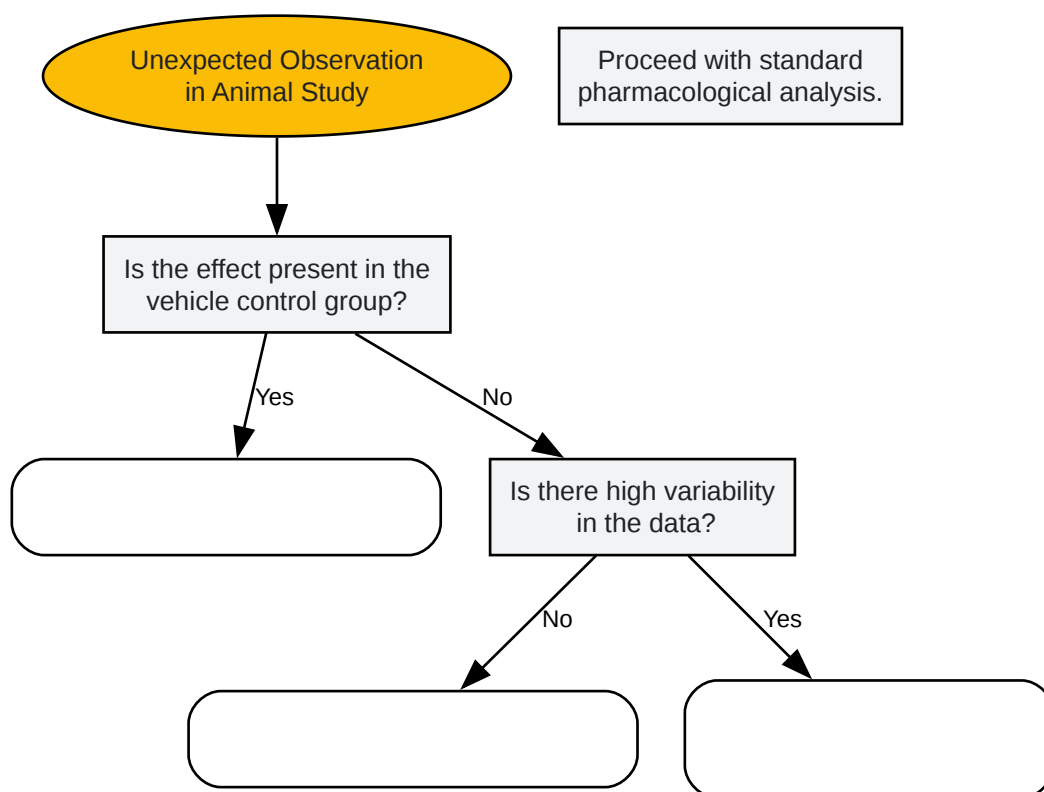 Unexpected Observation
in Animal Study
Proceed with standard
pharmacological analysis.
Is the effect present in the
vehicle control group?
Yes
No
Is there high variability
in the data?
No
Yes